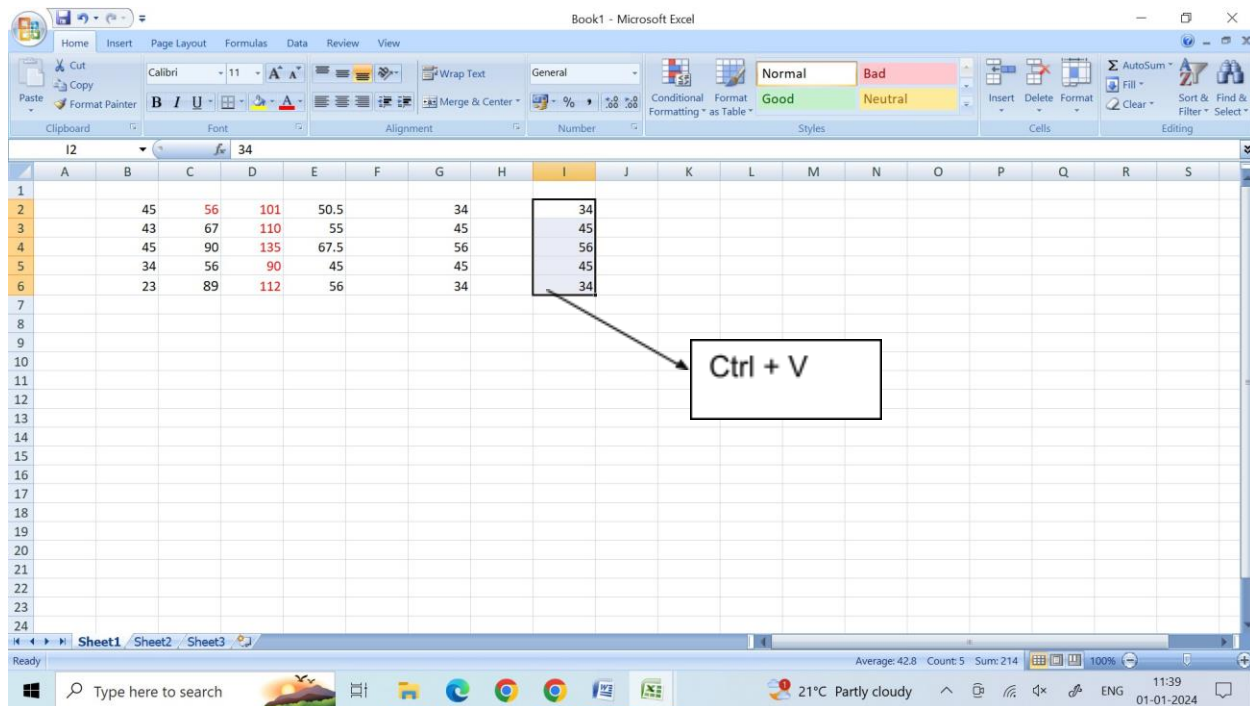 Book1 - Microsoft Excel
Home Insert Page Layout Formulas Data Review View
Paste
Cut
Copy
Format Painter
Clipboard
Calibri 11 A A
B I U A
Font
Wrap Text
Merge & Center
Alignment
General
% , .0 .00 .00 .0
Number
Conditional Formatting
Format as Table
Normal Bad
Good Neutral
Styles
Insert Delete Format
Cells
Σ AutoSum
Fill
Clear
Sort & Filter
Find & Select
Editing
I2 fx 34
A B C D E F G H I J K L M N O P Q R S
1
2 45 56 101 50.5 34 34
3 43 67 110 55 45 45
4 45 90 135 67.5 56 56
5 34 56 90 45 45 45
6 23 89 112 56 34 34
7
8
9
10
11
12
13
14
15
16
17
18
19
20
21
22
23
24
Ctrl + V
Sheet1 Sheet2 Sheet3
Ready Average: 42.8 Count: 5 Sum: 214 100%
Type here to search 21°C Partly cloudy ENG 11:39
01-01-2024